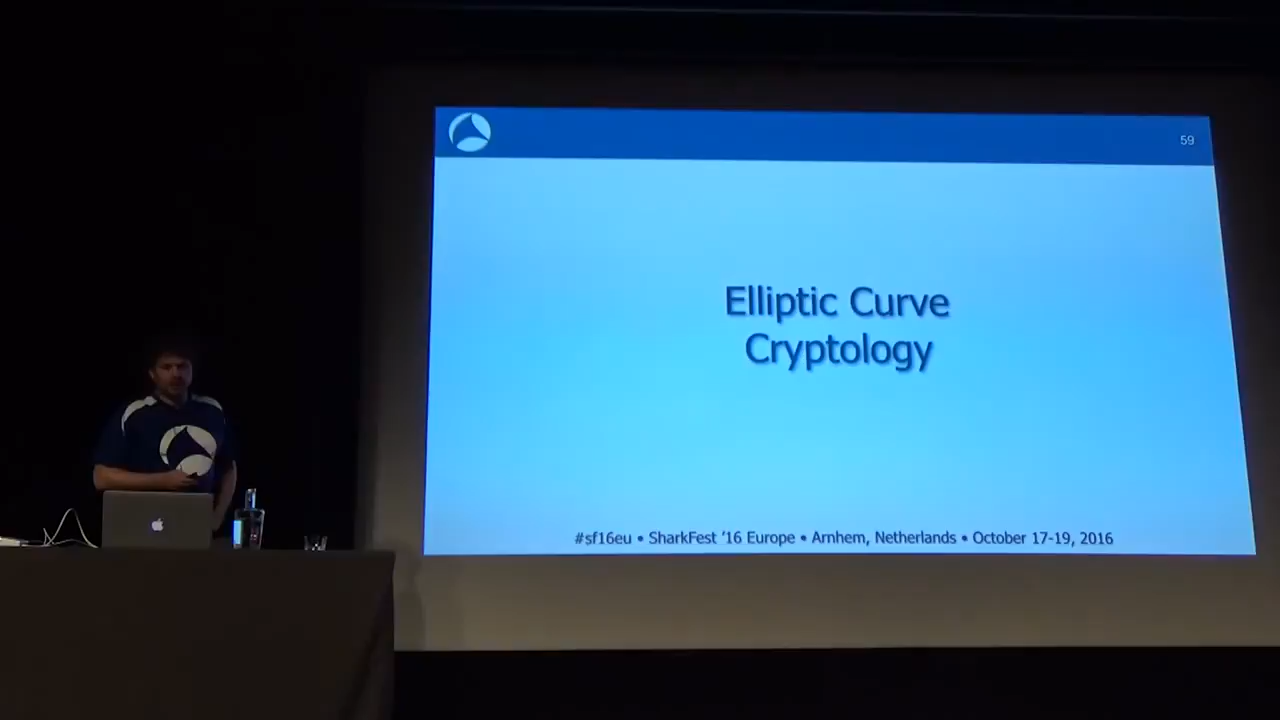 59
Elliptic Curve
Cryptology
#sf16eu • SharkFest '16 Europe • Arnhem, Netherlands • October 17-19, 2016